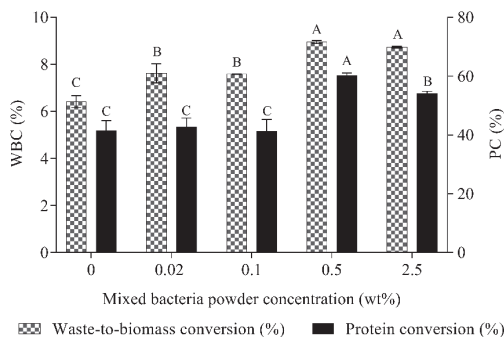 10
8
6
4
2
0
WBC (%)
80
60
40
20
0
PC (%)
C
C
B
C
B
C
A
A
A
B
0 0.02 0.1 0.5 2.5
Mixed bacteria powder concentration (wt%)
Waste-to-biomass conversion (%) Protein conversion (%)